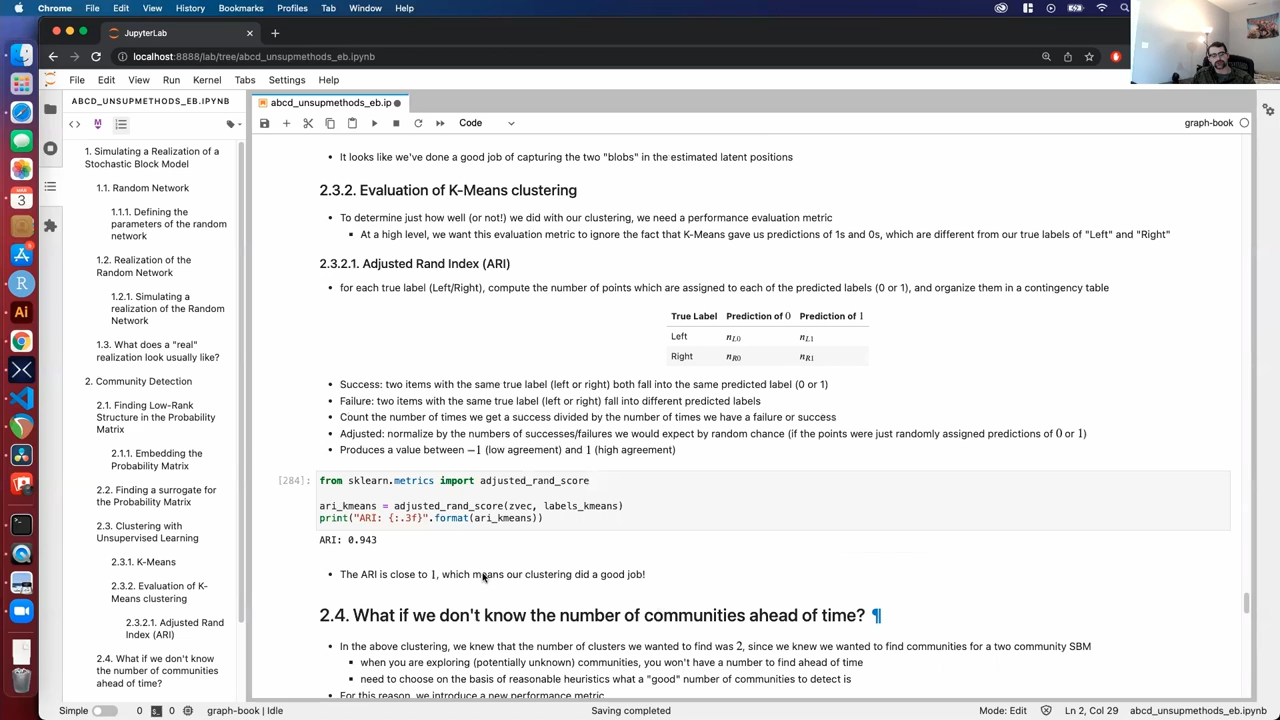 Chrome File Edit View History Bookmarks Profiles Tab Window Help
JupyterLab
localhost:8888/lab/tree/abcd_unsupmethods_eb.ipynb
File Edit View Run Kernel Tabs Settings Help
ABCD_UNSUPMETHODS_EB.IPYNB
abcd_unsupmethods_eb.ip
Code
graph-book
1. Simulating a Realization of a
Stochastic Block Model
1.1. Random Network
1.1.1. Defining the
parameters of the random
network
1.2. Realization of the
Random Network
1.2.1. Simulating a
realization of the Random
Network
1.3. What does a "real"
realization look usually like?
2. Community Detection
2.1. Finding Low-Rank
Structure in the Probability
Matrix
2.1.1. Embedding the
Probability Matrix
2.2. Finding a surrogate for
the Probability Matrix
2.3. Clustering with
Unsupervised Learning
2.3.1. K-Means
2.3.2. Evaluation of K-
Means clustering
2.3.2.1. Adjusted Rand
Index (ARI)
2.4. What if we don't know
the number of communities
ahead of time?
• It looks like we've done a good job of capturing the two "blobs" in the estimated latent positions
2.3.2. Evaluation of K-Means clustering
• To determine just how well (or not!) we did with our clustering, we need a performance evaluation metric
▪ At a high level, we want this evaluation metric to ignore the fact that K-Means gave us predictions of 1s and 0s, which are different from our true labels of "Left" and "Right"
2.3.2.1. Adjusted Rand Index (ARI)
• for each true label (Left/Right), compute the number of points which are assigned to each of the predicted labels (0 or 1), and organize them in a contingency table
True Label Prediction of 0 Prediction of 1
Left nL0 nL1
Right nR0 nR1
• Success: two items with the same true label (left or right) both fall into the same predicted label (0 or 1)
• Failure: two items with the same true label (left or right) fall into different predicted labels
• Count the number of times we get a success divided by the number of times we have a failure or success
• Adjusted: normalize by the numbers of successes/failures we would expect by random chance (if the points were just randomly assigned predictions of 0 or 1)
• Produces a value between −1 (low agreement) and 1 (high agreement)
[284]: from sklearn.metrics import adjusted_rand_score
ari_kmeans = adjusted_rand_score(zvec, labels_kmeans)
print("ARI: {:.3f}".format(ari_kmeans))
ARI: 0.943
• The ARI is close to 1, which means our clustering did a good job!
2.4. What if we don't know the number of communities ahead of time? ¶
• In the above clustering, we knew that the number of clusters we wanted to find was 2, since we knew we wanted to find communities for a two community SBM
▪ when you are exploring (potentially unknown) communities, you won't have a number to find ahead of time
▪ need to choose on the basis of reasonable heuristics what a "good" number of communities to detect is
• For this reason, we introduce a new performance metric
Simple 0 0 graph-book | Idle Saving completed Mode: Edit Ln 2, Col 29 abcd_unsupmethods_eb.ipynb